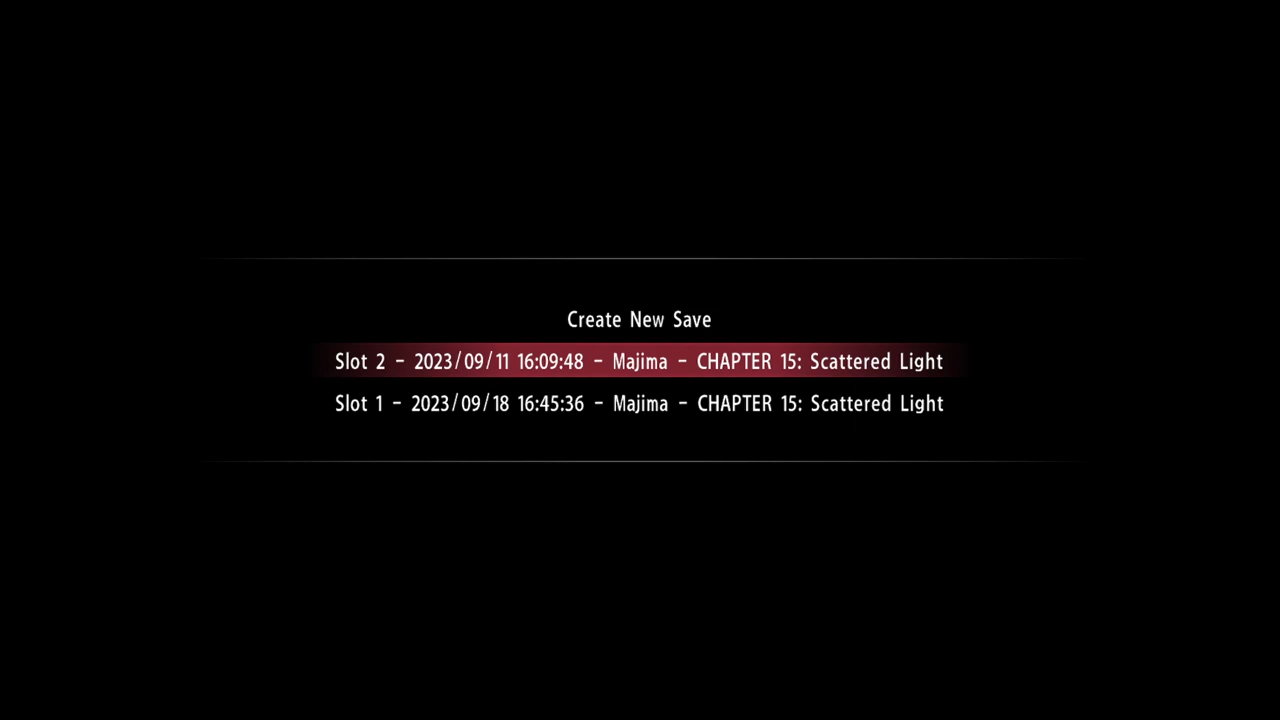 Create New Save
Slot 2 - 2023/09/11 16:09:48 - Majima - CHAPTER 15: Scattered Light
Slot 1 - 2023/09/18 16:45:36 - Majima - CHAPTER 15: Scattered Light